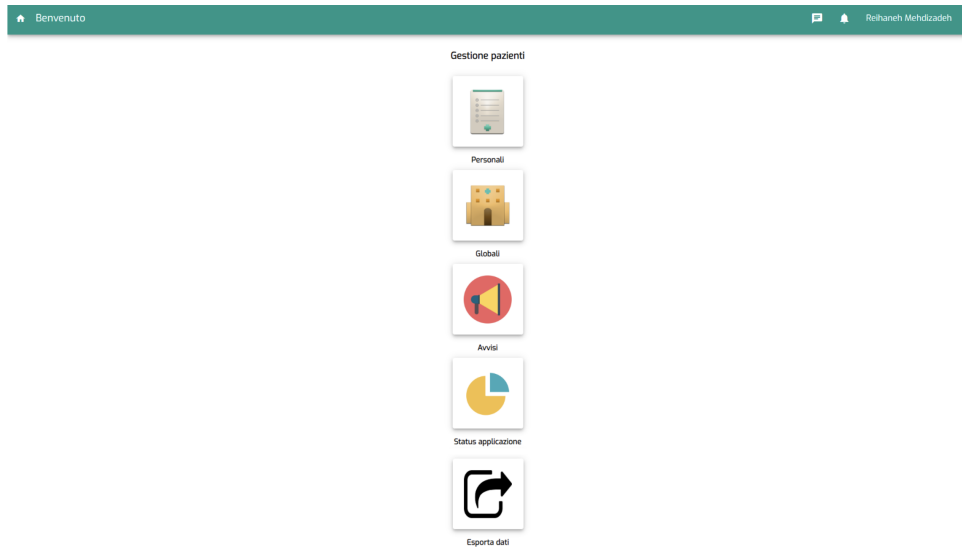 Benvenuto
Reihaneh Mehdizadeh
Gestione pazienti
Personali
Globali
Avvisi
Status applicazione
Esporta dati